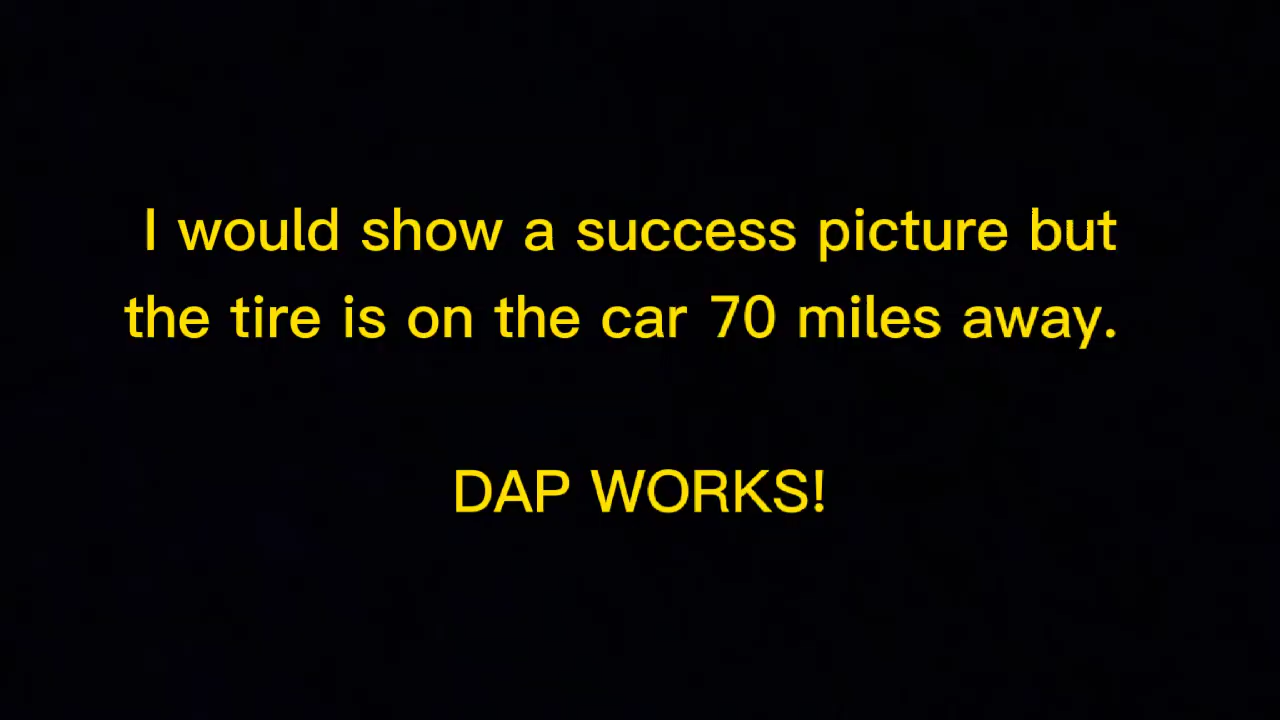 I would show a success picture but
the tire is on the car 70 miles away.
DAP WORKS!